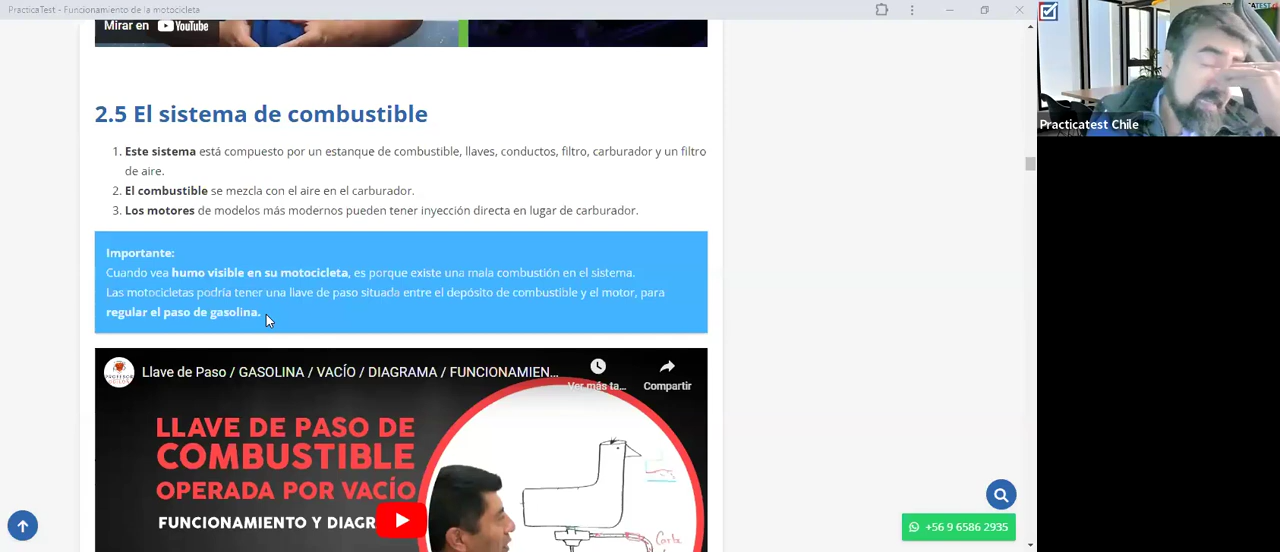 PracticaTest - Funcionamiento de la motocicleta
Mirar en YouTube
2.5 El sistema de combustible
1. Este sistema está compuesto por un estanque de combustible, llaves, conductos, filtro, carburador y un filtro
de aire.
2. El combustible se mezcla con el aire en el carburador.
3. Los motores de modelos más modernos pueden tener inyección directa en lugar de carburador.
Importante:
Cuando vea humo visible en su motocicleta, es porque existe una mala combustión en el sistema.
Las motocicletas podría tener una llave de paso situada entre el depósito de combustible y el motor, para
regular el paso de gasolina.
Llave de Paso / GASOLINA / VACÍO / DIAGRAMA / FUNCIONAMIEN...
Ver más ta...
Compartir
LLAVE DE PASO DE
COMBUSTIBLE
OPERADA POR VACÍO
FUNCIONAMIENTO Y DIAGR
+56 9 6586 2935
Practicatest Chile